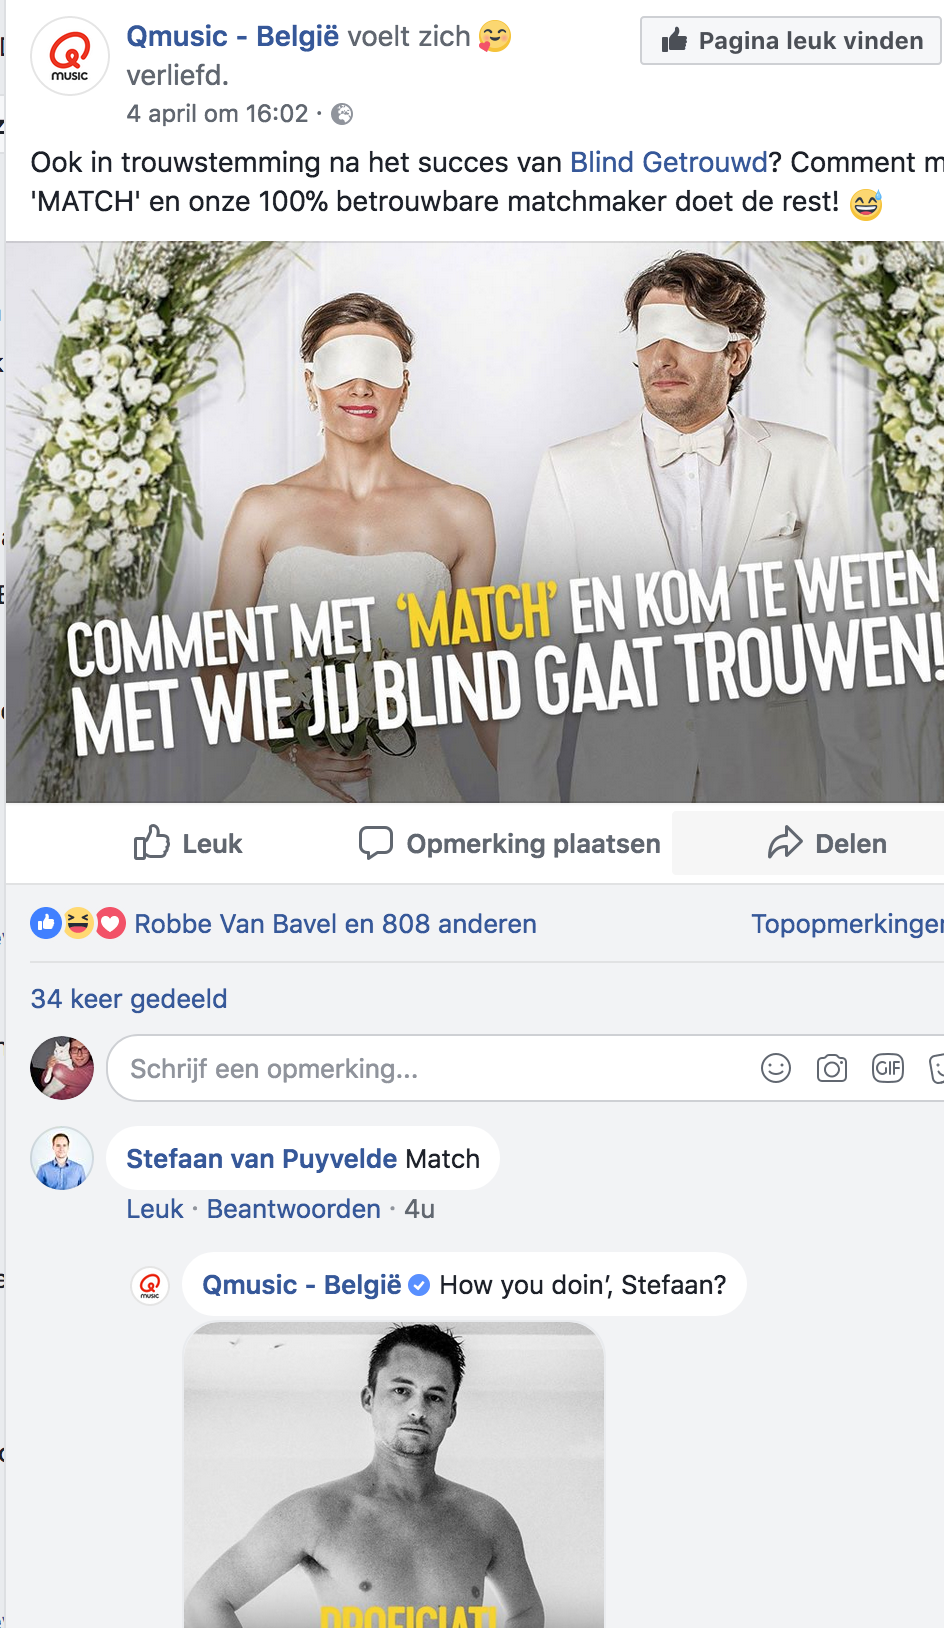 Qmusic - België voelt zich
verliefd.
4 april om 16:02 ·
Pagina leuk vinden
Ook in trouwstemming na het succes van Blind Getrouwd? Comment m
'MATCH' en onze 100% betrouwbare matchmaker doet de rest!
COMMENT MET 'MATCH' EN KOM TE WETEN
MET WIE JIJ BLIND GAAT TROUWEN!
Leuk
Opmerking plaatsen
Delen
Robbe Van Bavel en 808 anderen
Topopmerkingen
34 keer gedeeld
Schrijf een opmerking...
GIF
Stefaan van Puyvelde Match
Leuk · Beantwoorden · 4u
Qmusic - België How you doin’, Stefaan?
PROFICIAT!